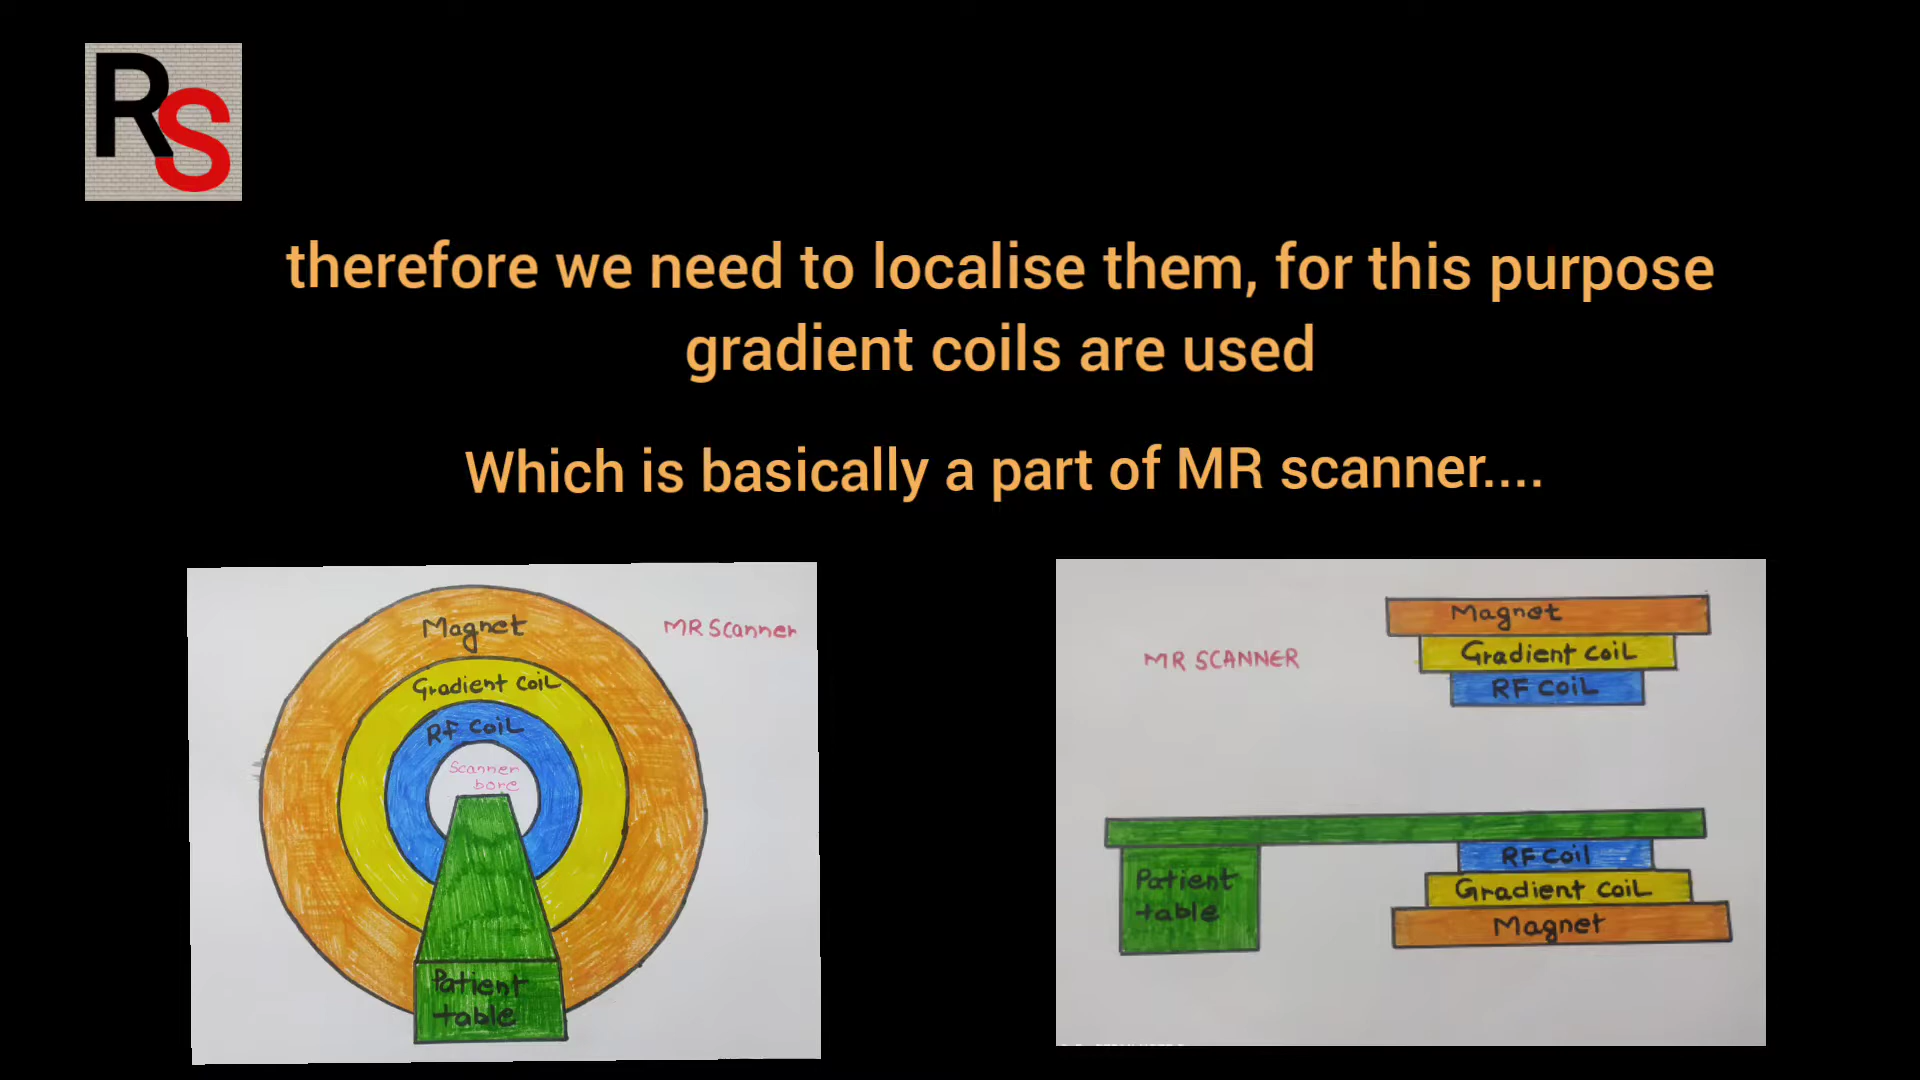 RS
therefore we need to localise them, for this purpose
gradient coils are used
Which is basically a part of MR scanner....
MR Scanner
Magnet
Gradient coil
Rf coil
Scanner
bore
Patient
table
MR SCANNER
Magnet
Gradient coil
RF coil
RF coil
Gradient coil
Magnet
Patient
table